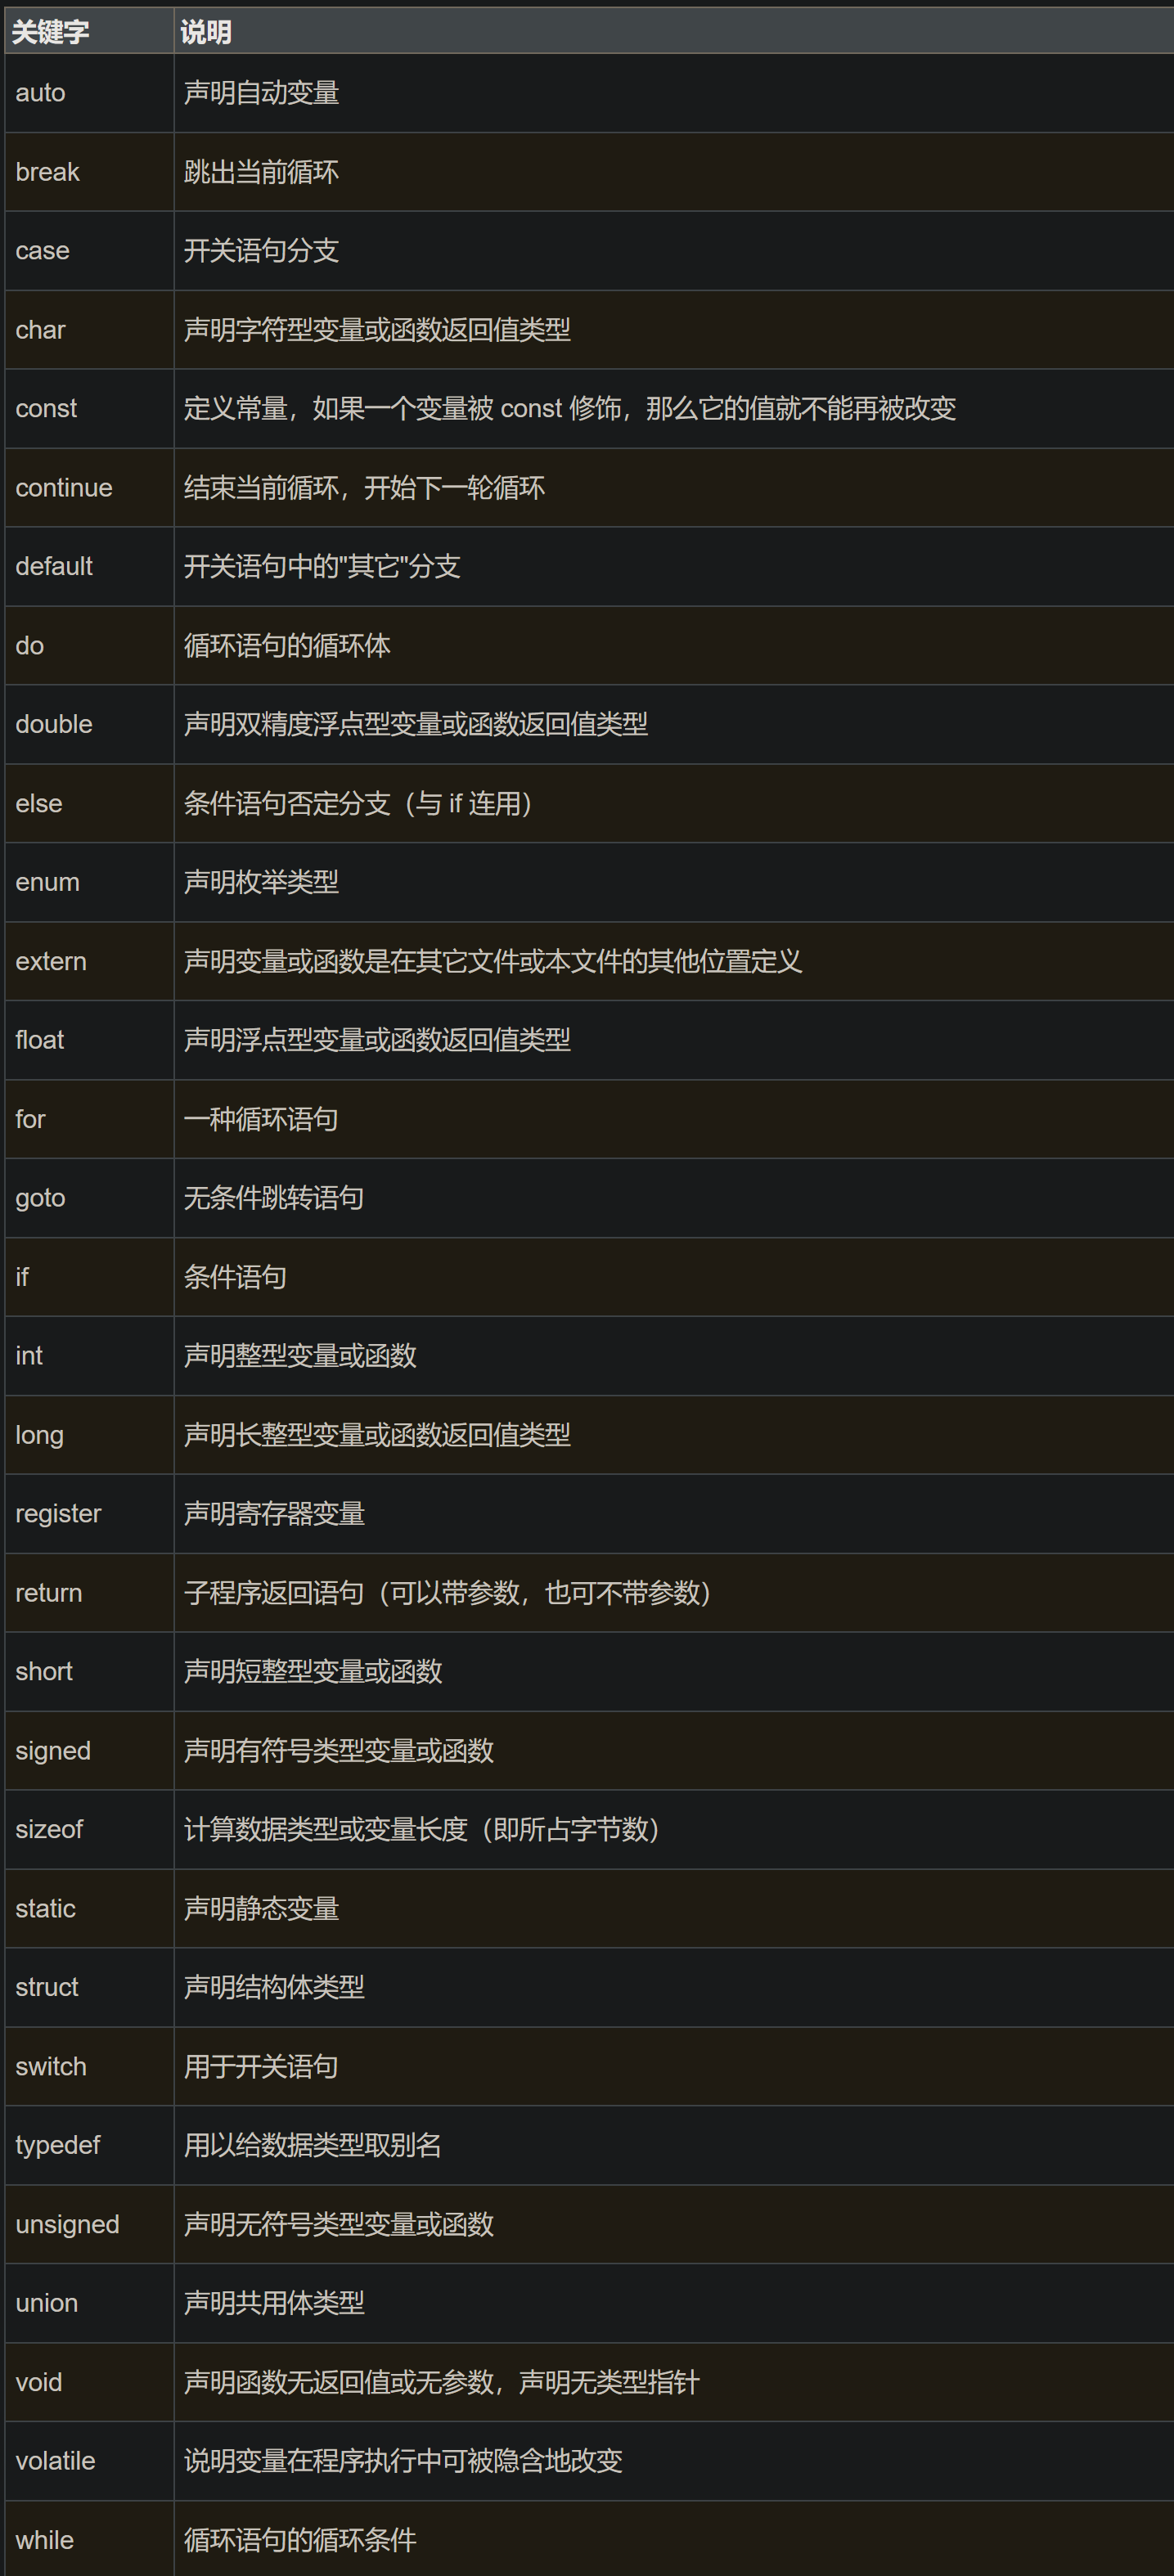 关键字 说明
auto 声明自动变量
break 跳出当前循环
case 开关语句分支
char 声明字符型变量或函数返回值类型
const 定义常量，如果一个变量被 const 修饰，那么它的值就不能再被改变
continue 结束当前循环，开始下一轮循环
default 开关语句中的"其它"分支
do 循环语句的循环体
double 声明双精度浮点型变量或函数返回值类型
else 条件语句否定分支（与 if 连用）
enum 声明枚举类型
extern 声明变量或函数是在其它文件或本文件的其他位置定义
float 声明浮点型变量或函数返回值类型
for 一种循环语句
goto 无条件跳转语句
if 条件语句
int 声明整型变量或函数
long 声明长整型变量或函数返回值类型
register 声明寄存器变量
return 子程序返回语句（可以带参数，也可不带参数）
short 声明短整型变量或函数
signed 声明有符号类型变量或函数
sizeof 计算数据类型或变量长度（即所占字节数）
static 声明静态变量
struct 声明结构体类型
switch 用于开关语句
typedef 用以给数据类型取别名
unsigned 声明无符号类型变量或函数
union 声明共用体类型
void 声明函数无返回值或无参数，声明无类型指针
volatile 说明变量在程序执行中可被隐含地改变
while 循环语句的循环条件